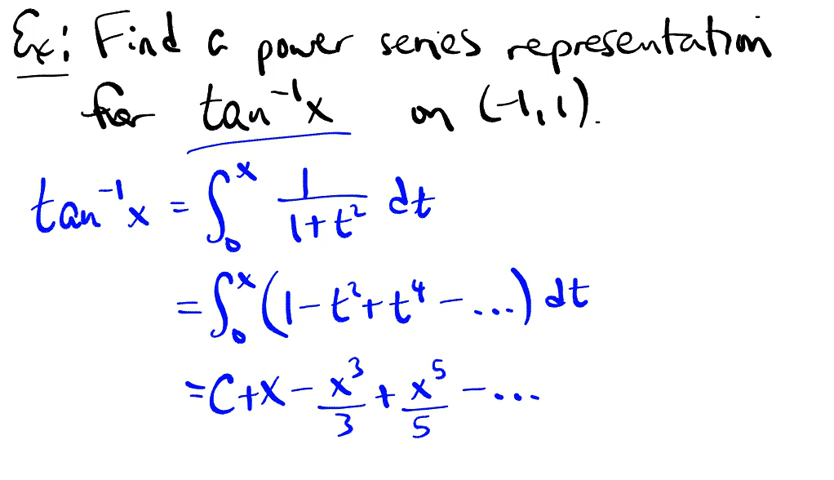 Ex: Find a power series representation
for tan⁻¹x on (-1,1).
tan⁻¹x = ∫₀ˣ 1/(1+t²) dt
= ∫₀ˣ (1 - t² + t⁴ - ...) dt
= C + x - x³/3 + x⁵/5 - ...